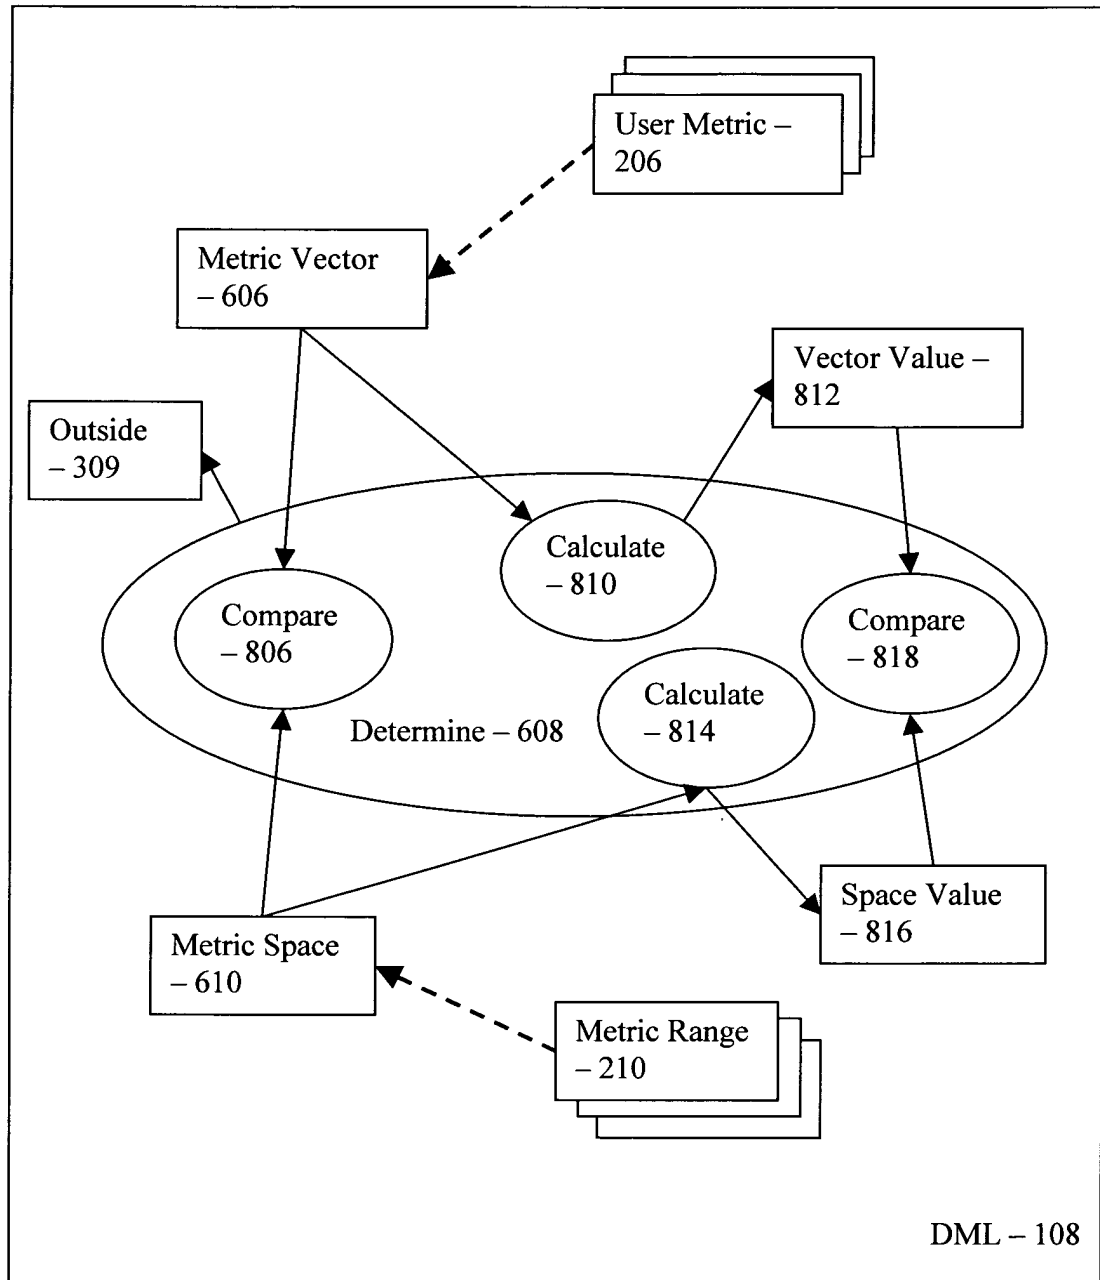 User Metric –
206
Metric Vector
– 606
Vector Value –
812
Outside
– 309
Calculate
– 810
Compare
– 806
Compare
– 818
Calculate
– 814
Determine – 608
Space Value
– 816
Metric Space
– 610
Metric Range
– 210
DML – 108